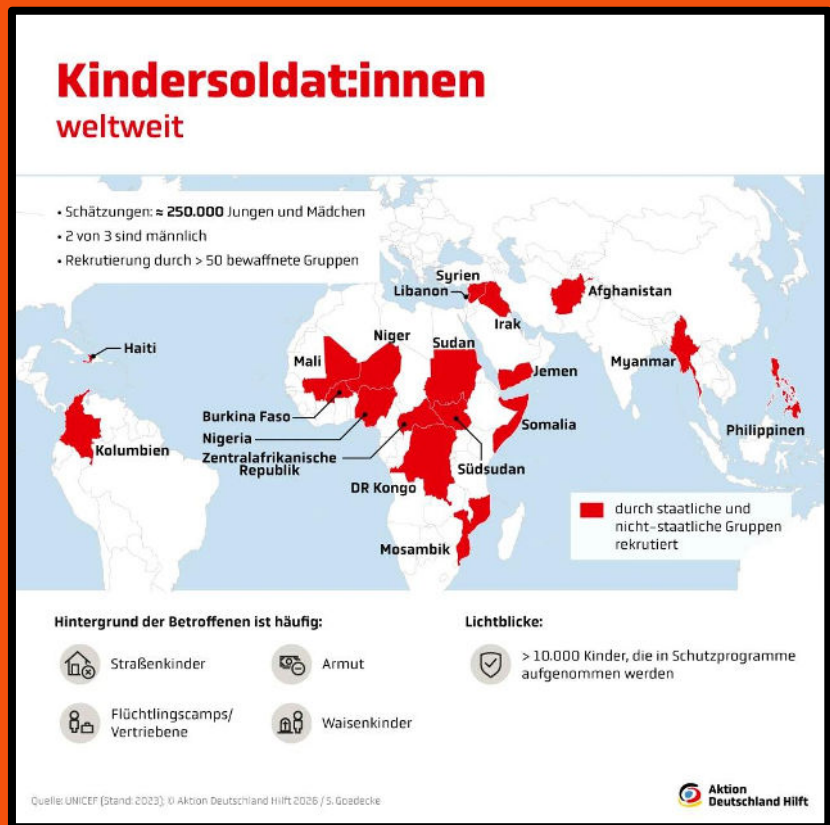 Kindersoldat:innen
weltweit
• Schätzungen: ≈ 250.000 Jungen und Mädchen
• 2 von 3 sind männlich
• Rekrutierung durch > 50 bewaffnete Gruppen
Syrien
Libanon
Afghanistan
Irak
Haiti
Niger
Sudan
Mali
Jemen
Myanmar
Burkina Faso
Somalia
Philippinen
Nigeria
Kolumbien
Zentralafrikanische
Republik
Südsudan
DR Kongo
durch staatliche und
nicht-staatliche Gruppen
rekrutiert
Mosambik
Hintergrund der Betroffenen ist häufig:
Straßenkinder
Armut
Flüchtlingscamps/
Vertriebene
Waisenkinder
Lichtblicke:
> 10.000 Kinder, die in Schutzprogramme
aufgenommen werden
Quelle: UNICEF (Stand: 2023); © Aktion Deutschland Hilft 2026 / S. Goedecke
Aktion
Deutschland Hilft